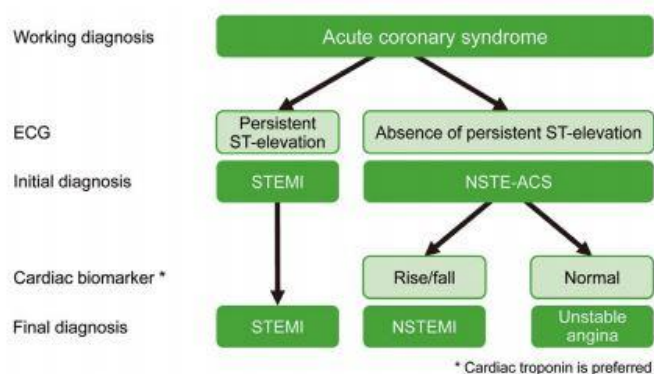 Working diagnosis
Acute coronary syndrome
ECG
Persistent
ST-elevation
Absence of persistent ST-elevation
Initial diagnosis
STEMI
NSTE-ACS
Cardiac biomarker *
Rise/fall
Normal
Final diagnosis
STEMI
NSTEMI
Unstable
angina
* Cardiac troponin is preferred